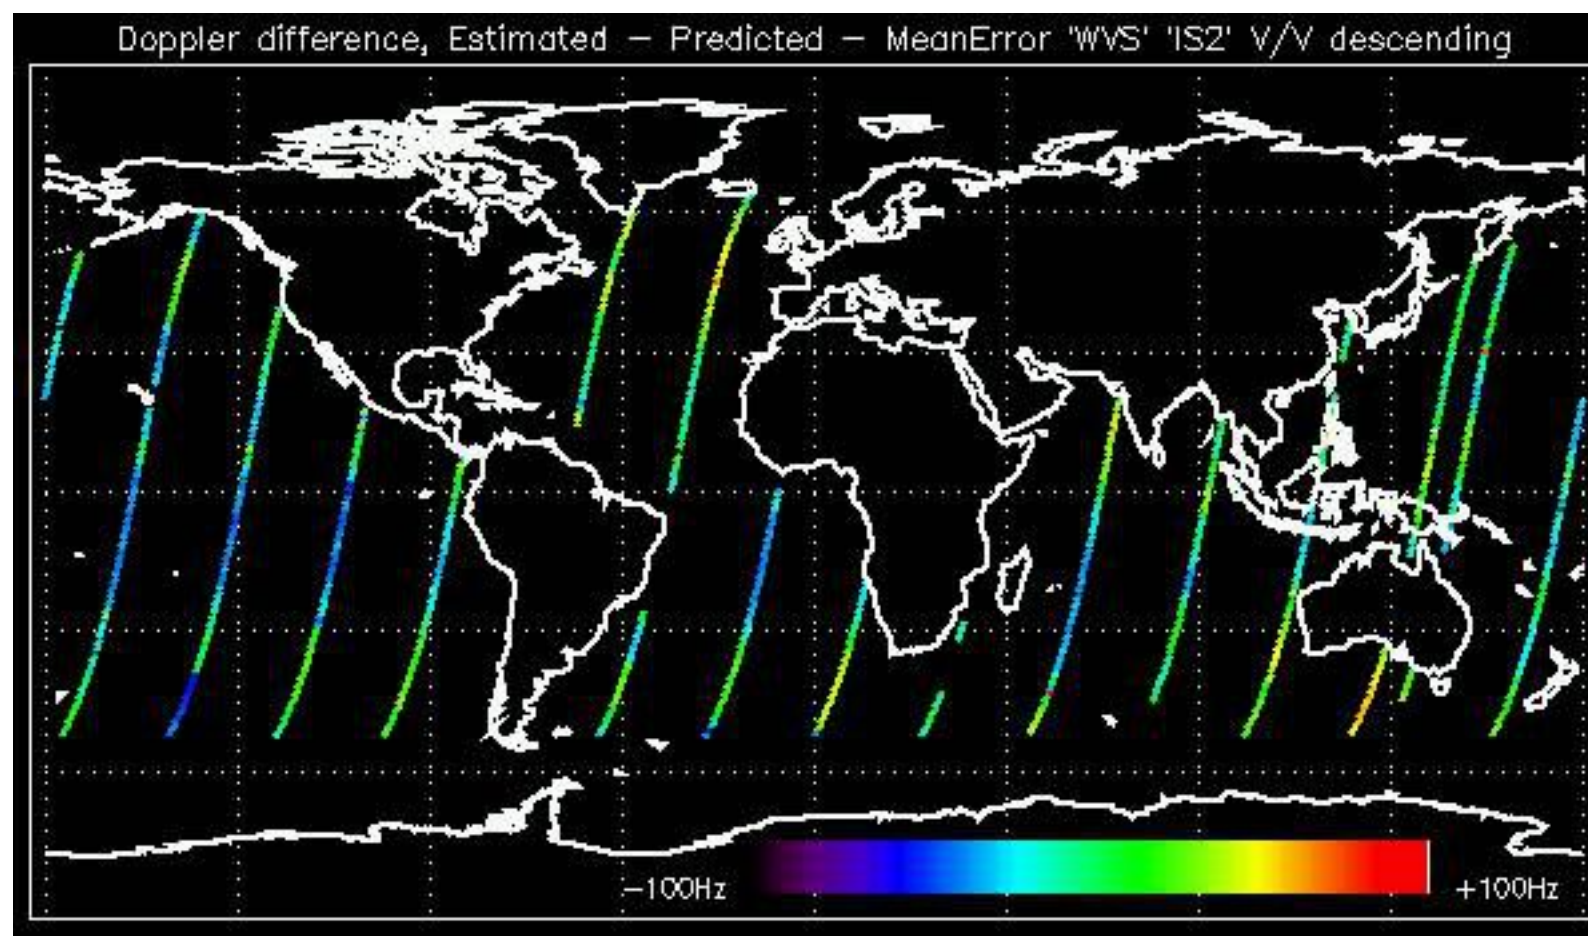 Doppler difference, Estimated – Predicted – MeanError 'WVS' 'IS2' V/V descending
–100Hz +100Hz